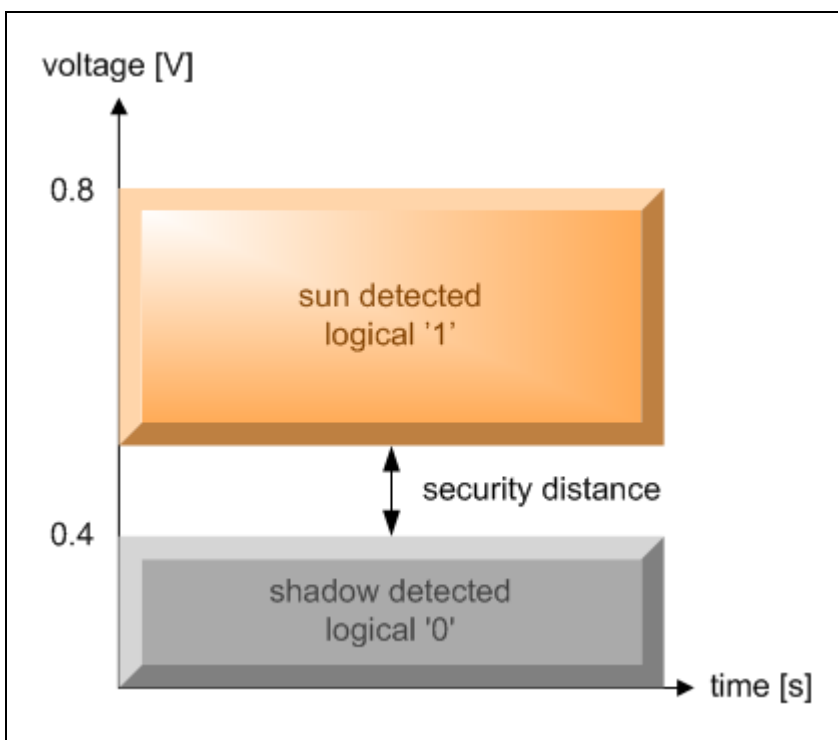 voltage [V]
0.8
sun detected
logical ’1’
security distance
0.4
shadow detected
logical '0'
time [s]